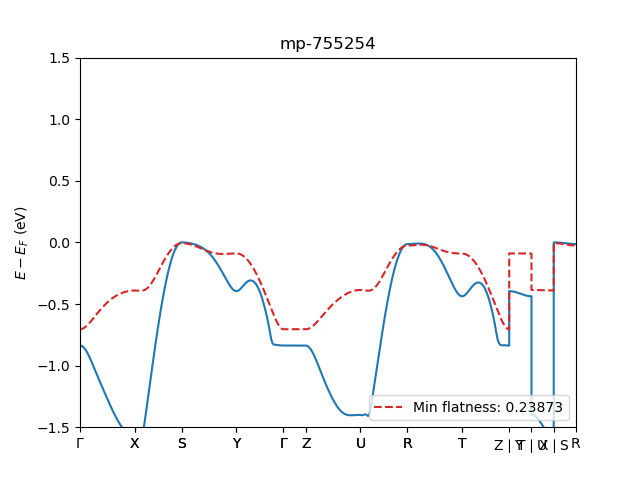 mp-755254
1.5
1.0
0.5
0.0
−0.5
−1.0
−1.5
E − E_F (eV)
Min flatness: 0.23873
Γ X S Y Γ Z U R T Z | Y T | U X | S R